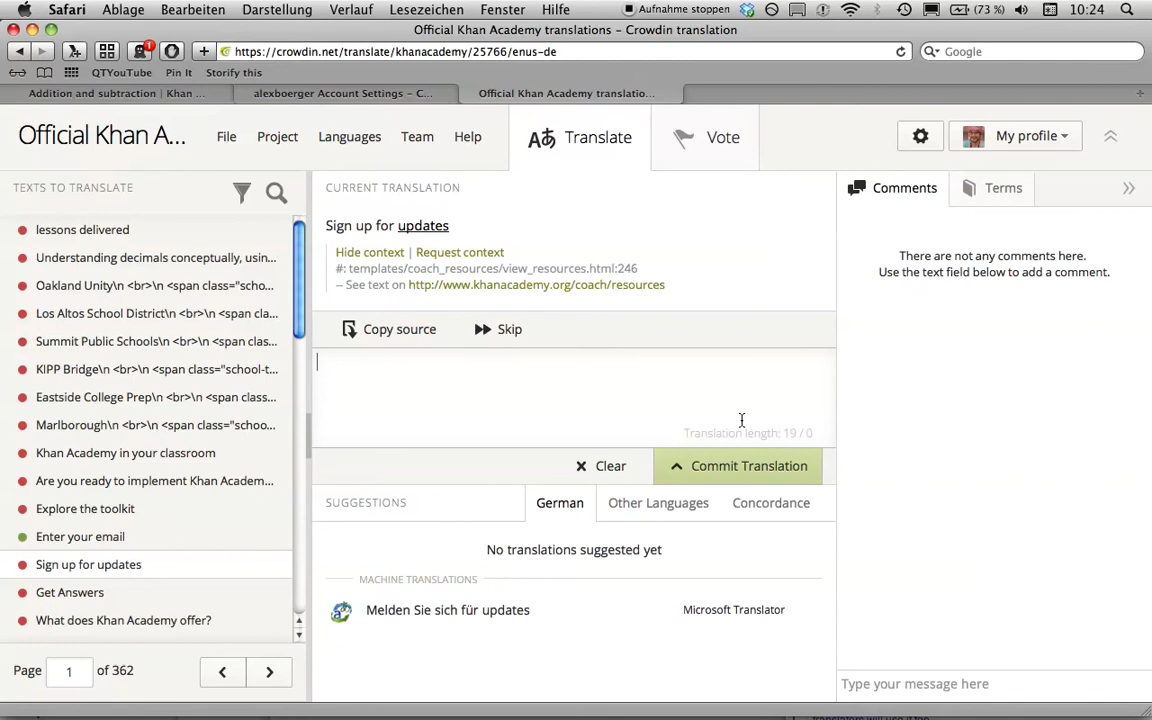 Safari Ablage Bearbeiten Darstellung Verlauf Lesezeichen Fenster Hilfe Aufnahme stoppen (73 %) 10:24
Official Khan Academy translations – Crowdin translation
https://crowdin.net/translate/khanacademy/25766/enus-de
Google
QTYouTube Pin It Storify this
Addition and subtraction | Khan ... alexboerger Account Settings – C... Official Khan Academy translatio...
Official Khan A... File Project Languages Team Help Translate Vote My profile
TEXTS TO TRANSLATE
lessons delivered
Understanding decimals conceptually, usin...
Oakland Unity\n <br>\n <span class="scho...
Los Altos School District\n <br>\n <span cla...
Summit Public Schools\n <br>\n <span clas...
KIPP Bridge\n <br>\n <span class="school-t...
Eastside College Prep\n <br>\n <span class...
Marlborough\n <br>\n <span class="schoo...
Khan Academy in your classroom
Are you ready to implement Khan Academ...
Explore the toolkit
Enter your email
Sign up for updates
Get Answers
What does Khan Academy offer?
Page 1 of 362
CURRENT TRANSLATION
Sign up for updates
Hide context | Request context
#: templates/coach_resources/view_resources.html:246
-- See text on http://www.khanacademy.org/coach/resources
Copy source Skip
Translation length: 19 / 0
Clear Commit Translation
SUGGESTIONS German Other Languages Concordance
No translations suggested yet
MACHINE TRANSLATIONS
Melden Sie sich für updates Microsoft Translator
Comments Terms
There are not any comments here.
Use the text field below to add a comment.
Type your message here